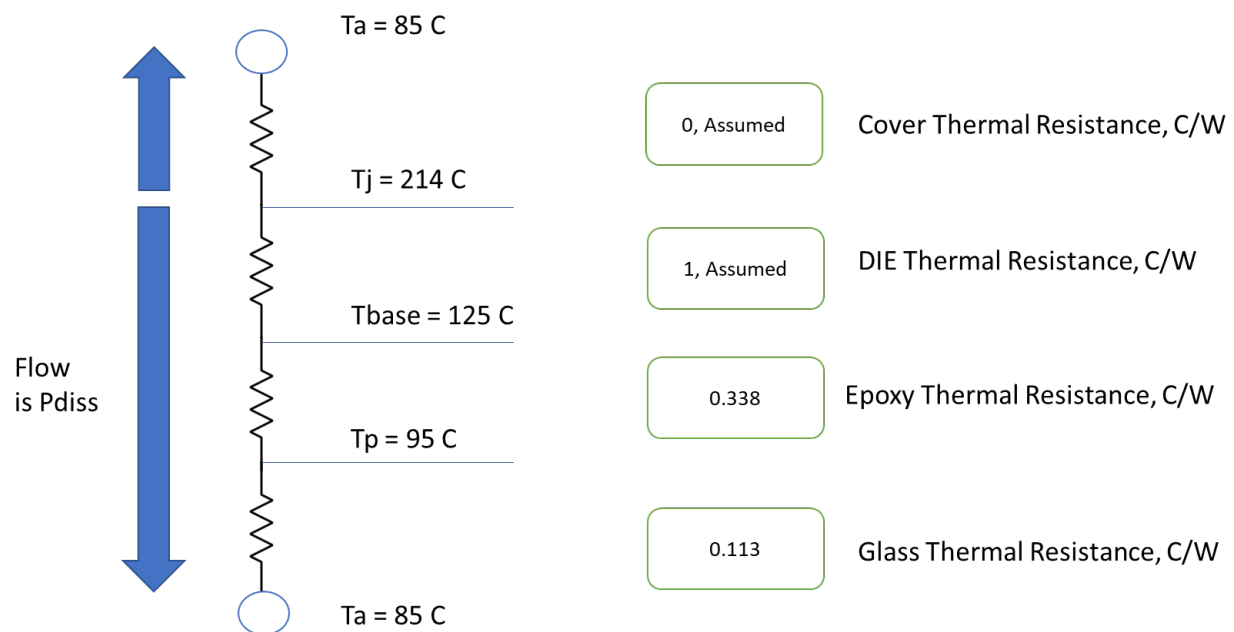 Ta = 85 C
0, Assumed
Cover Thermal Resistance, C/W
Tj = 214 C
1, Assumed
DIE Thermal Resistance, C/W
Tbase = 125 C
Flow
is Pdiss
0.338
Epoxy Thermal Resistance, C/W
Tp = 95 C
0.113
Glass Thermal Resistance, C/W
Ta = 85 C